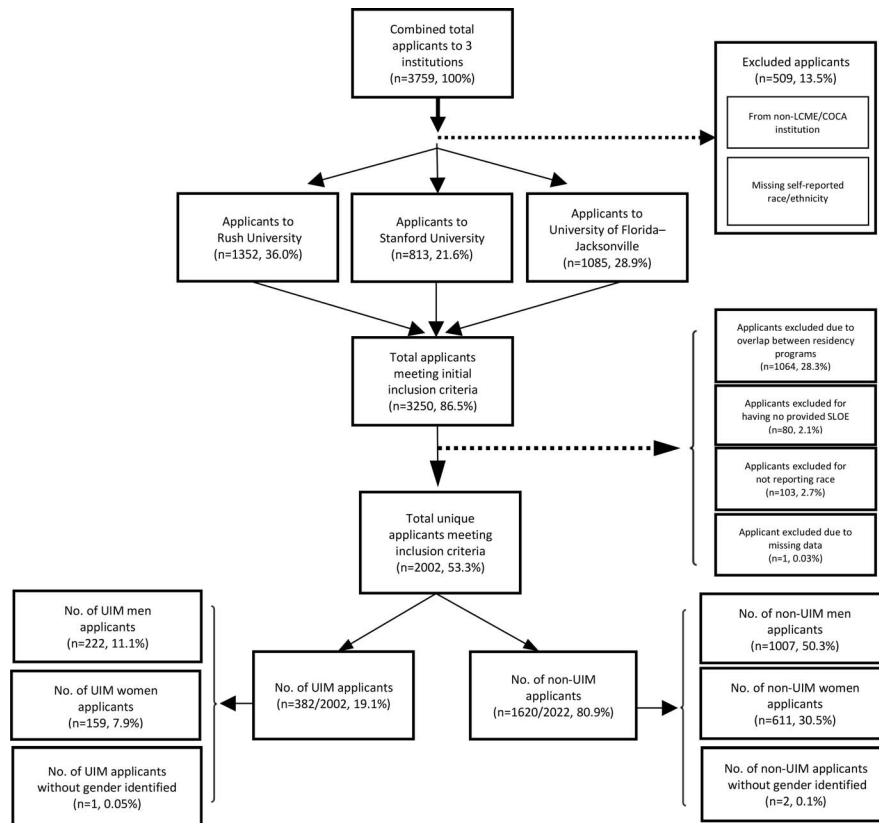 Combined total
applicants to 3
institutions
(n=3759, 100%)
Excluded applicants
(n=509, 13.5%)
From non-LCME/COCA
institution
Missing self-reported
race/ethnicity
Applicants to
Rush University
(n=1352, 36.0%)
Applicants to
Stanford University
(n=813, 21.6%)
Applicants to
University of Florida–
Jacksonville
(n=1085, 28.9%)
Total applicants
meeting initial
inclusion criteria
(n=3250, 86.5%)
Applicants excluded due to
overlap between residency
programs
(n=1064, 28.3%)
Applicants excluded for
having no provided SLOE
(n=80, 2.1%)
Applicants excluded for
not reporting race
(n=103, 2.7%)
Applicant excluded due to
missing data
(n=1, 0.03%)
Total unique
applicants meeting
inclusion criteria
(n=2002, 53.3%)
No. of UIM men
applicants
(n=222, 11.1%)
No. of UIM women
applicants
(n=159, 7.9%)
No. of UIM applicants
without gender identified
(n=1, 0.05%)
No. of UIM applicants
(n=382/2002, 19.1%)
No. of non-UIM
applicants
(n=1620/2022, 80.9%)
No. of non-UIM men
applicants
(n=1007, 50.3%)
No. of non-UIM women
applicants
(n=611, 30.5%)
No. of non-UIM applicants
without gender identified
(n=2, 0.1%)